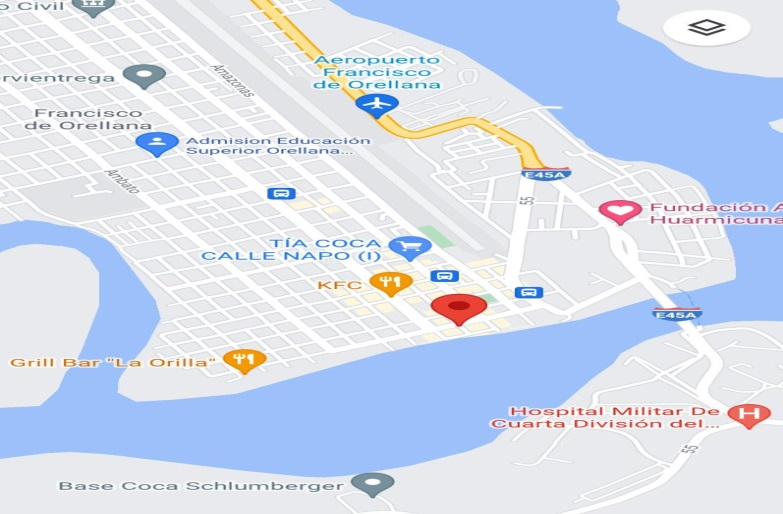 o Civil
ervientrega
Amazonas
Aeropuerto
Francisco
de Orellana
Francisco
de Orellana
Admision Educación
Superior Orellana...
Ambato
E45A
55
Fundación A
Huarmicuna
TÍA COCA
CALLE NAPO (I)
KFC
E45A
Grill Bar "La Orilla"
Hospital Militar De
Cuarta División del...
55
Base Coca Schlumberger